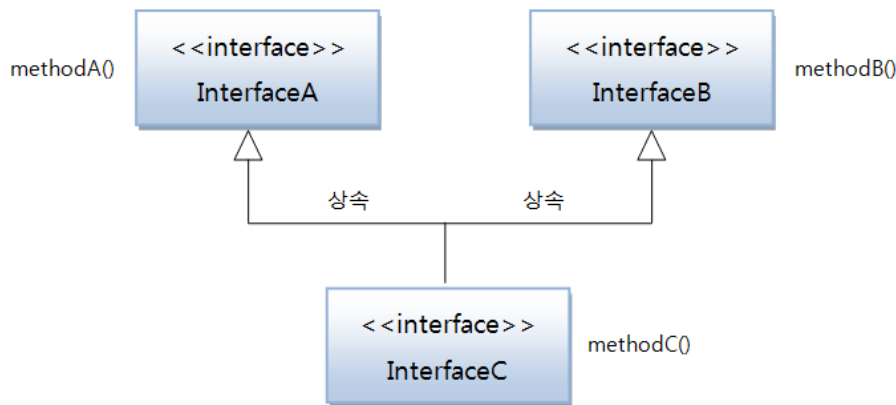 <<interface>>
InterfaceA
methodA()
<<interface>>
InterfaceB
methodB()
상속
상속
<<interface>>
InterfaceC
methodC()